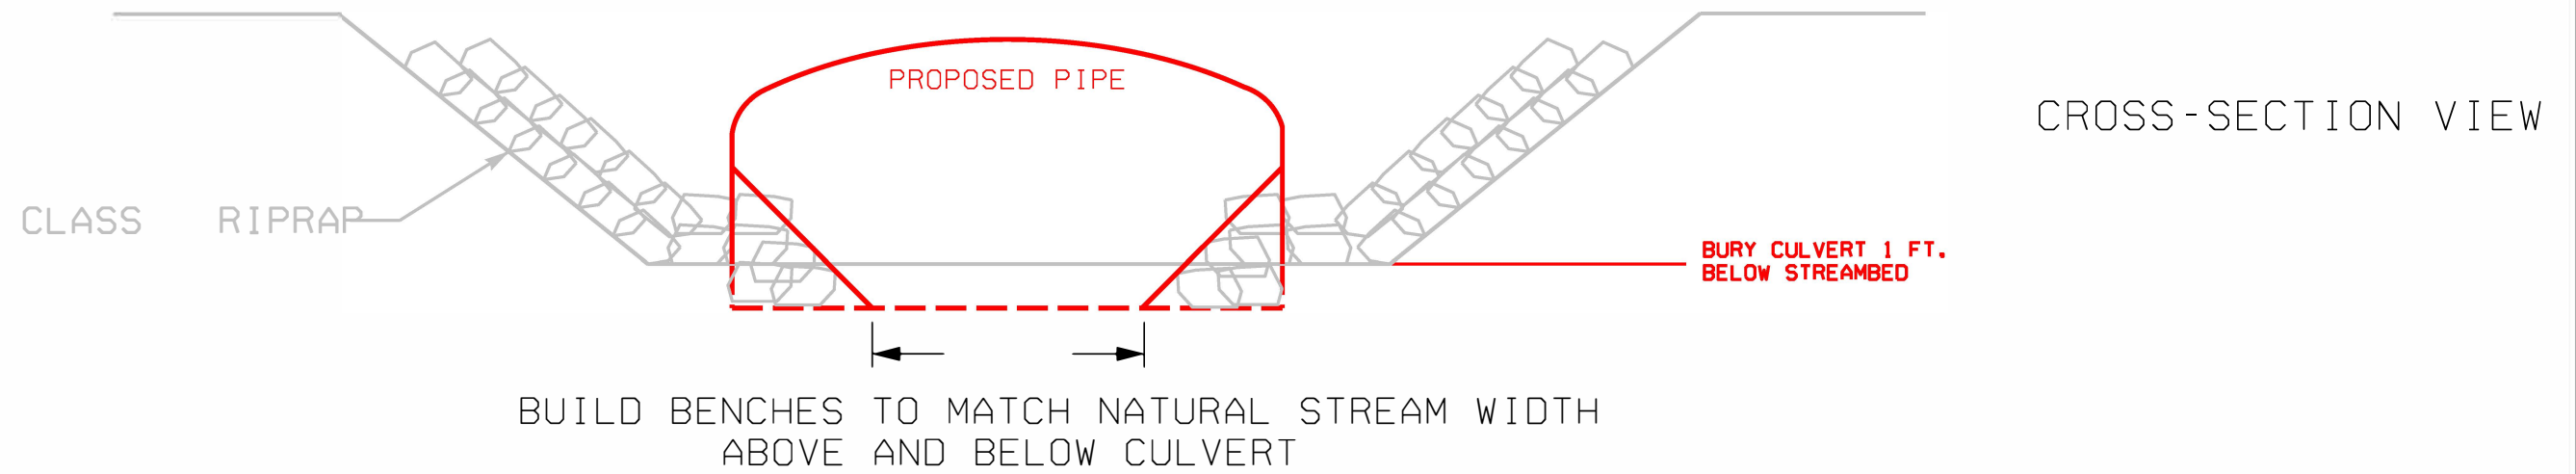 PROPOSED PIPE
CROSS-SECTION VIEW
CLASS RIPRAP
BURY CULVERT 1 FT.
BELOW STREAMBED
BUILD BENCHES TO MATCH NATURAL STREAM WIDTH
ABOVE AND BELOW CULVERT